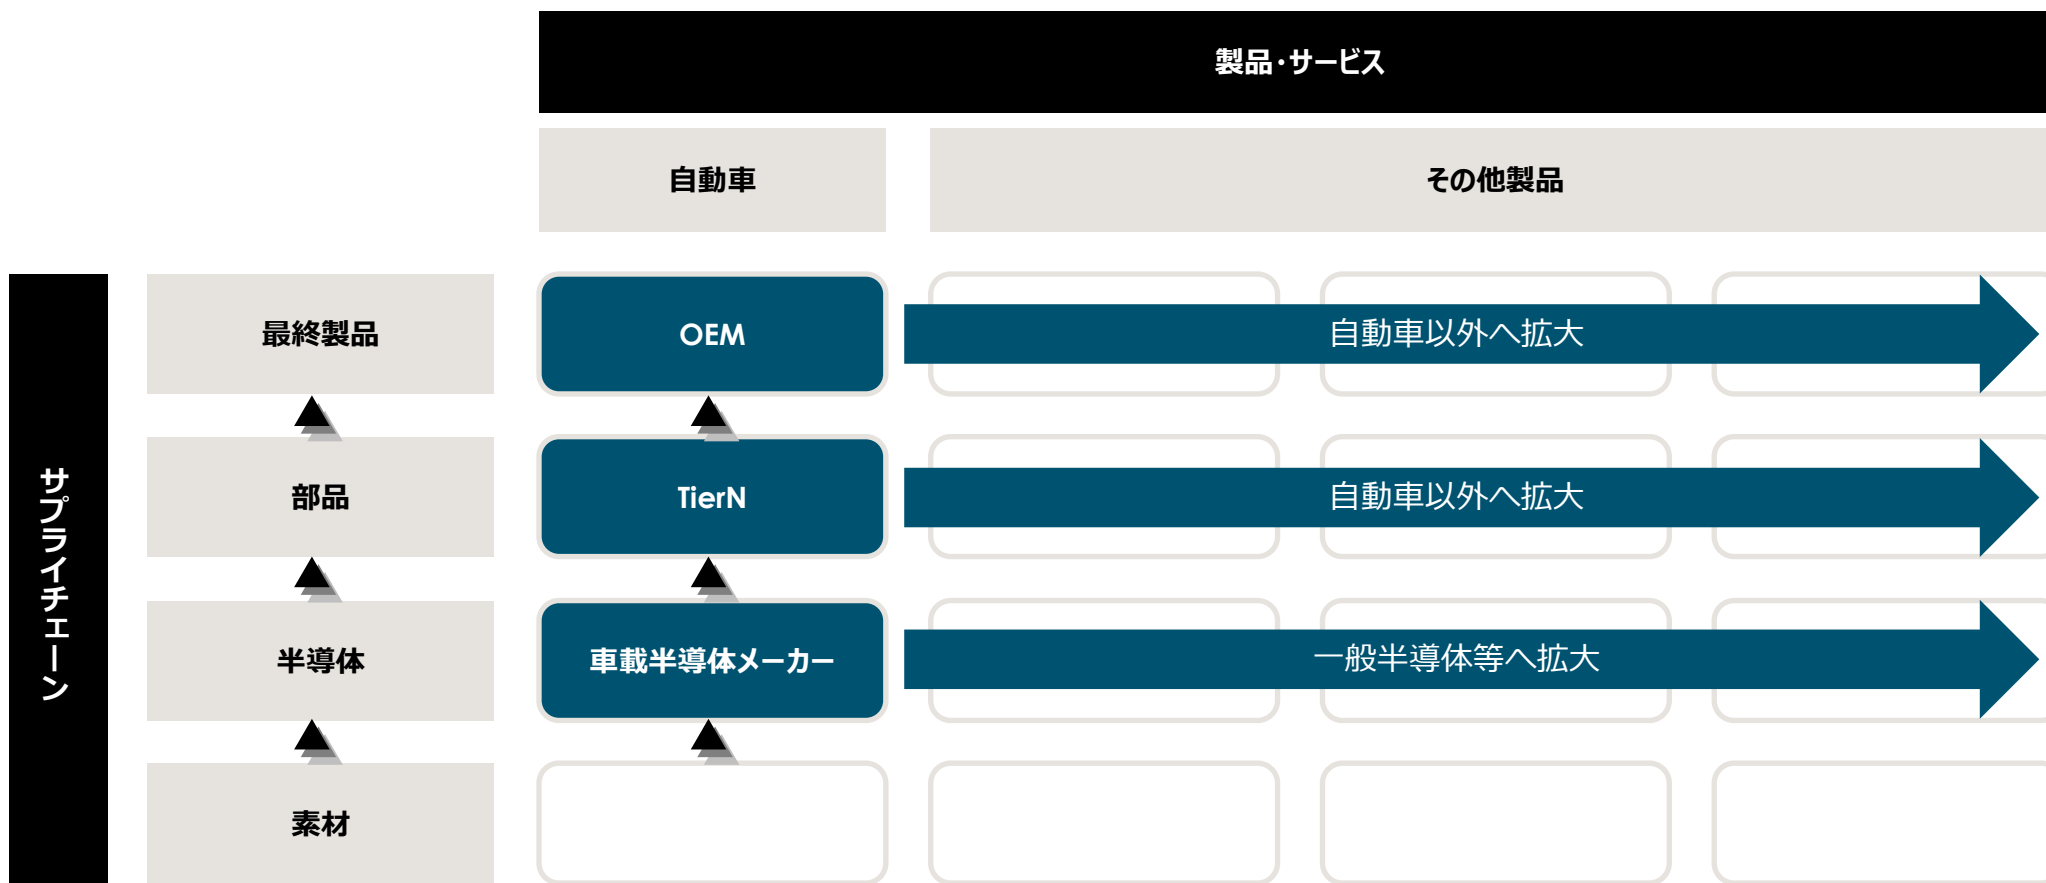 製品・サービス
自動車
その他製品
サプライチェーン
最終製品
OEM
自動車以外へ拡大
部品
TierN
自動車以外へ拡大
半導体
車載半導体メーカー
一般半導体等へ拡大
素材